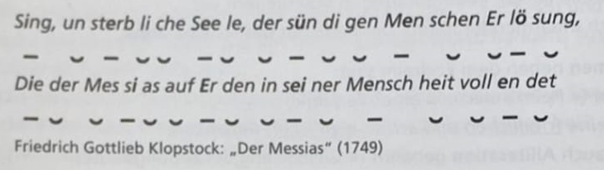 Sing, un sterb li che See le, der sün di gen Men schen Er lö sung,
Die der Mes si as auf Er den in sei ner Mensch heit voll en det
Friedrich Gottlieb Klopstock: „Der Messias" (1749)